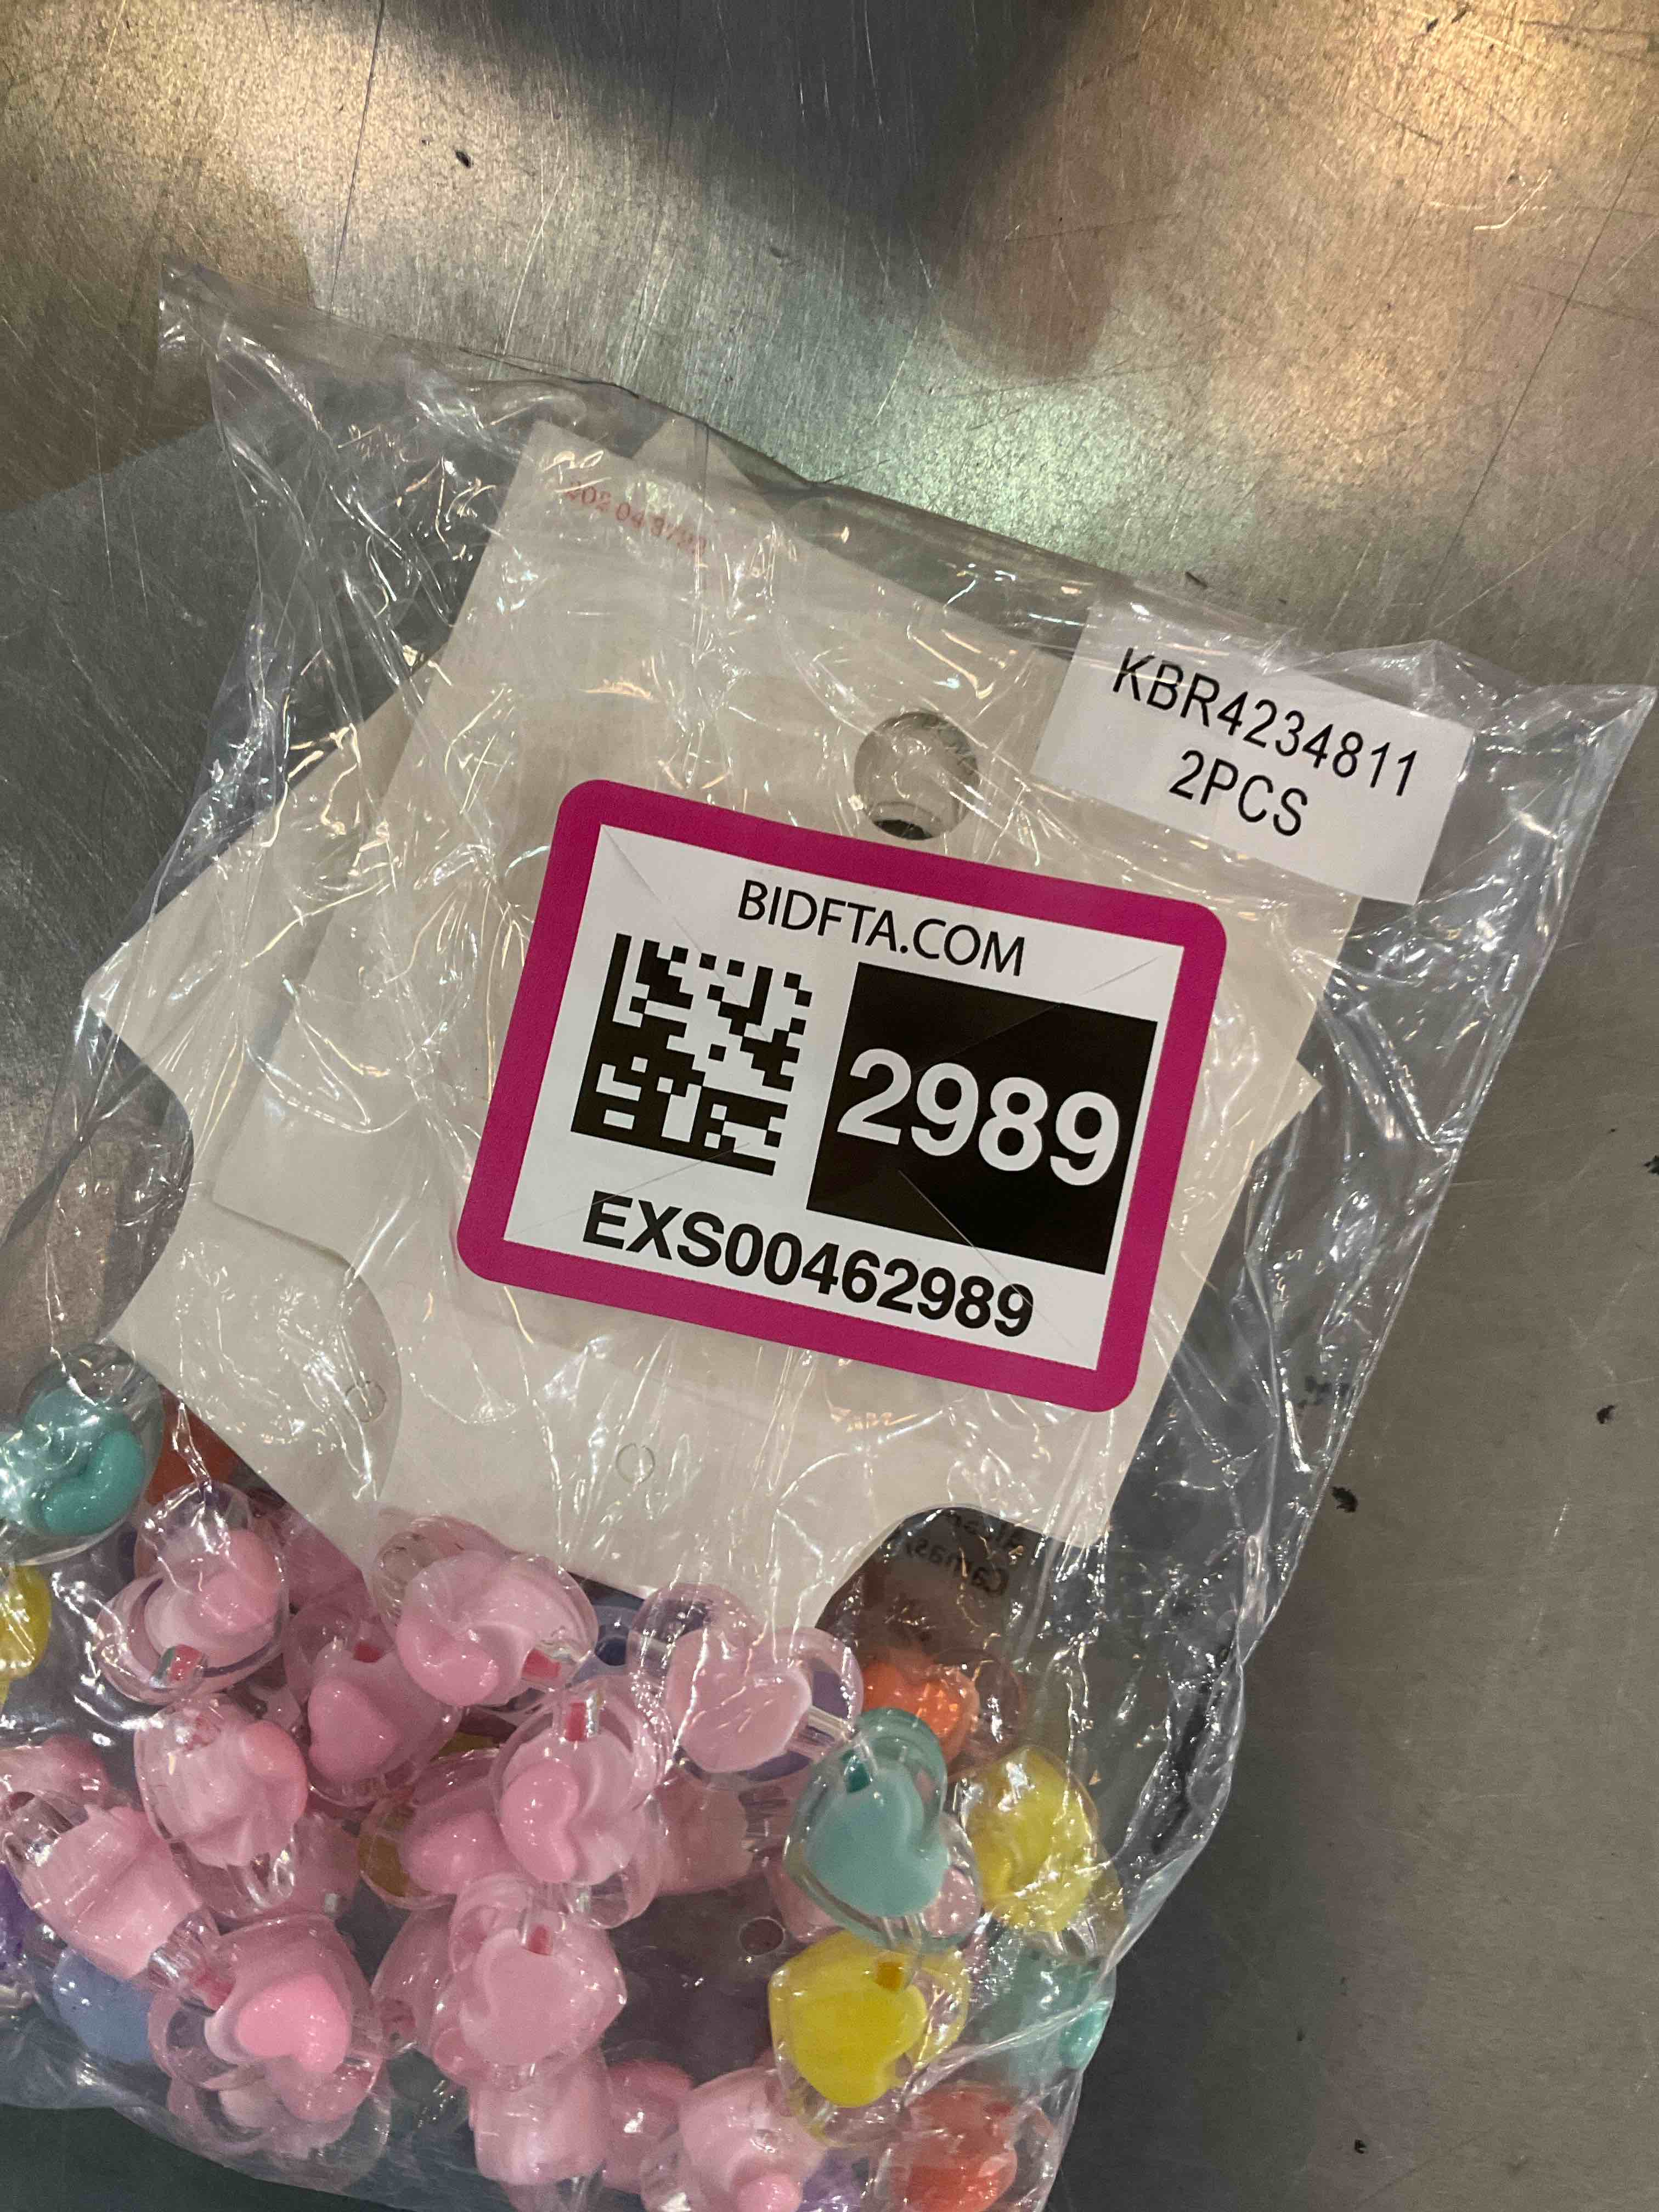 KBR4234811
2PCS
BIDFTA.COM
2989
EXS00462989